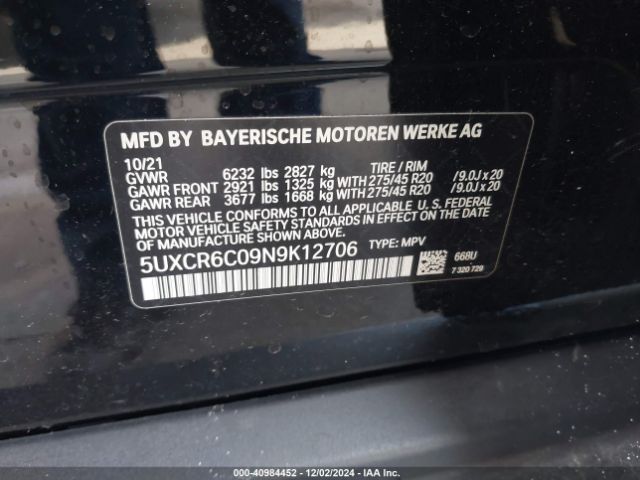 MFD BY BAYERISCHE MOTOREN WERKE AG
10/21 TIRE / RIM
GVWR 6232 lbs 2827 kg
GAWR FRONT 2921 lbs 1325 kg WITH 275/45 R20 /9.0J x 20
GAWR REAR 3677 lbs 1668 kg WITH 275/45 R20 /9.0J x 20
THIS VEHICLE CONFORMS TO ALL APPLICABLE U.S. FEDERAL
MOTOR VEHICLE SAFETY STANDARDS IN EFFECT ON THE DATE
OF MANUFACTURE SHOWN ABOVE.
5UXCR6C09N9K12706 TYPE: MPV
668U
7 320 729
000-40984452 • 12/02/2024 • IAA Inc.